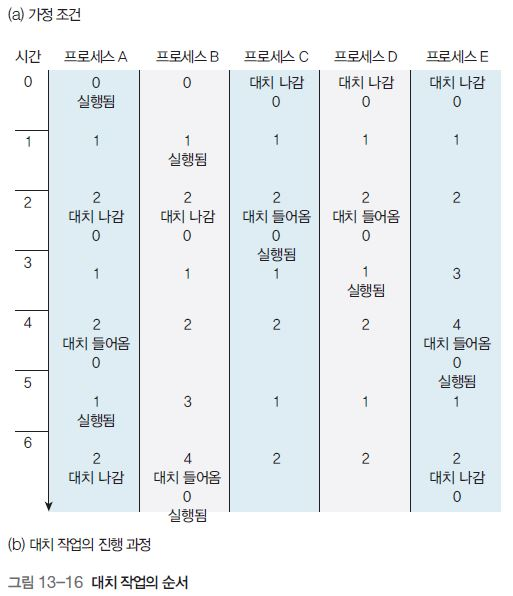 (a) 가정 조건
시간 프로세스 A 프로세스 B 프로세스 C 프로세스 D 프로세스 E
0 0 0 대치 나감 대치 나감 대치 나감
실행됨 0 0 0
1 1 1 1 1 1
실행됨
2 2 2 2 2 2
대치 나감 대치 나감 대치 들어옴 대치 들어옴
0 0 0 0
실행됨
3 1 1 1 1 3
실행됨
4 2 2 2 2 4
대치 들어옴 대치 들어옴
0 0
실행됨
5 1 3 1 1 1
실행됨
6 2 4 2 2 2
대치 나감 대치 들어옴 대치 나감
0 0
실행됨
(b) 대치 작업의 진행 과정
그림 13–16 대치 작업의 순서